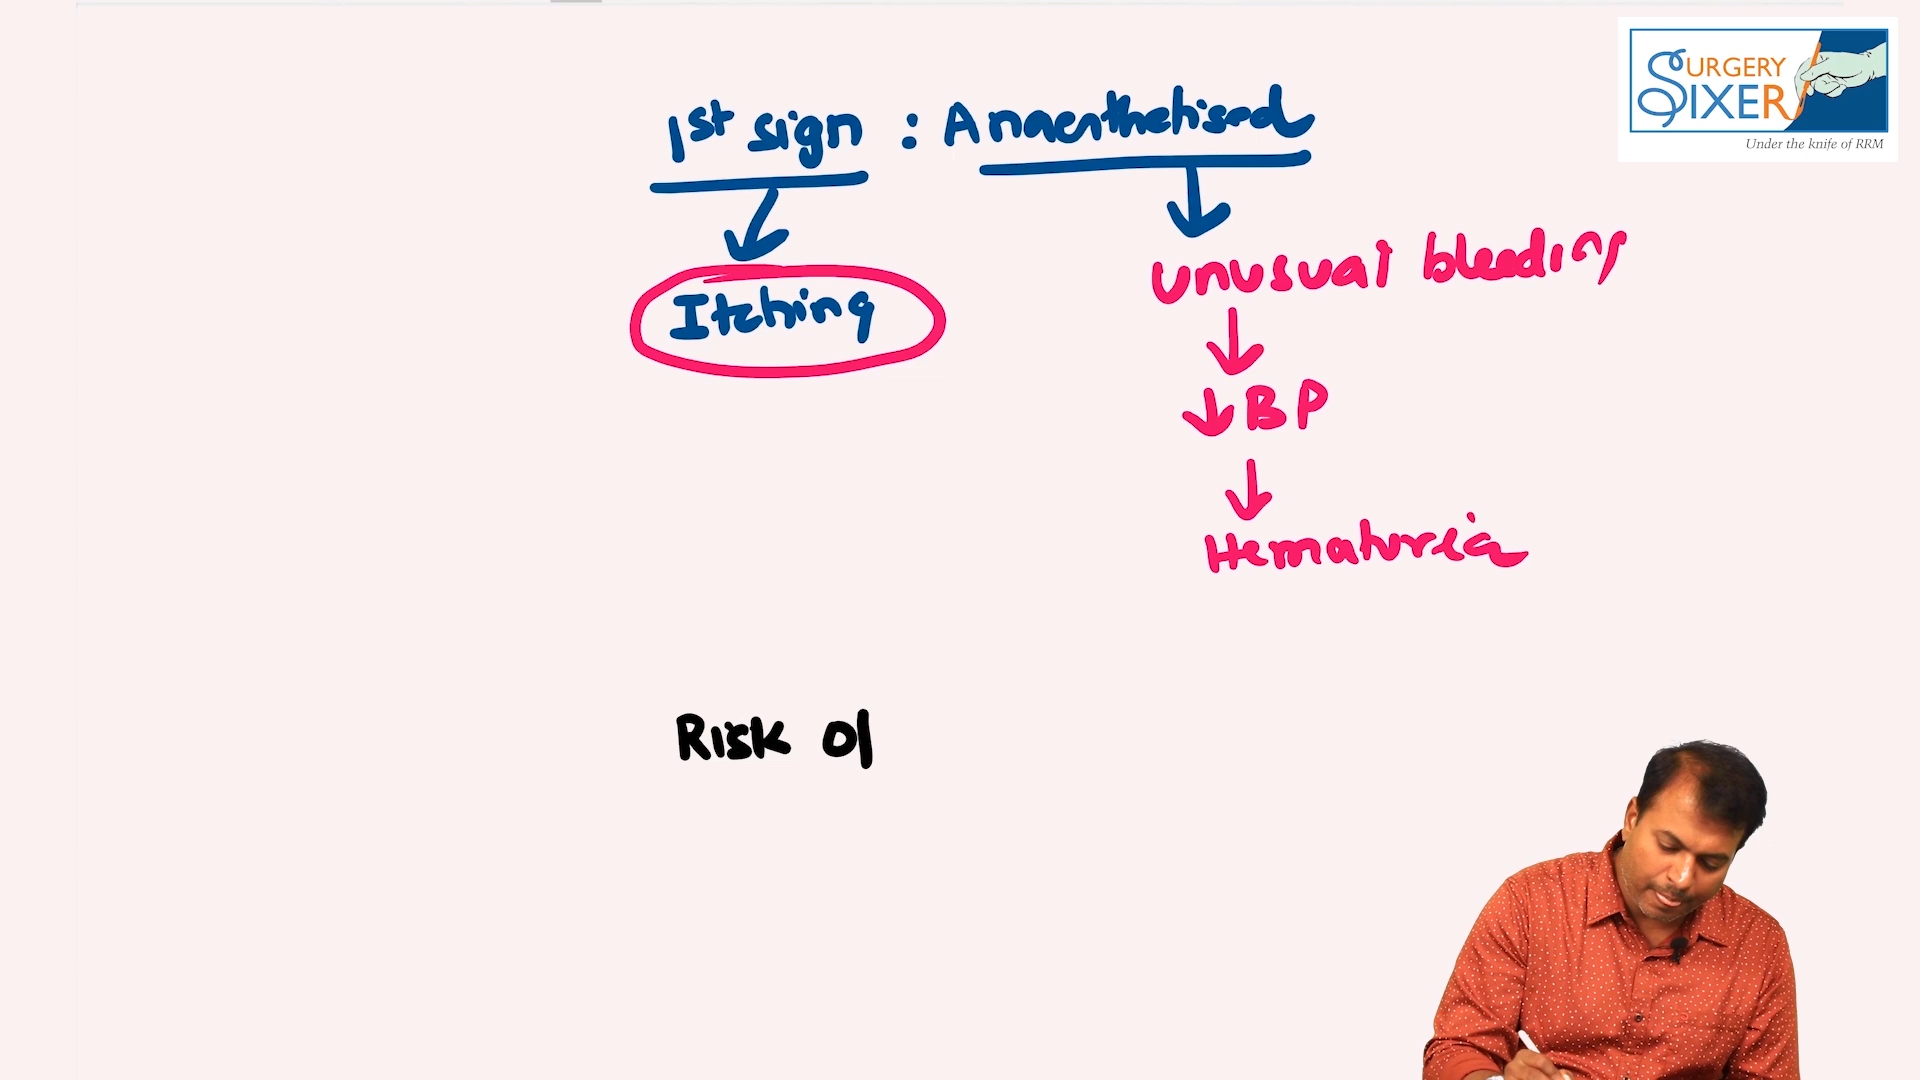 SURGERY
SIXER
Under the knife of RRM
1st sign : Anaesthetised
Itching
Unusual bleeding
↓BP
Hematuria
Risk of